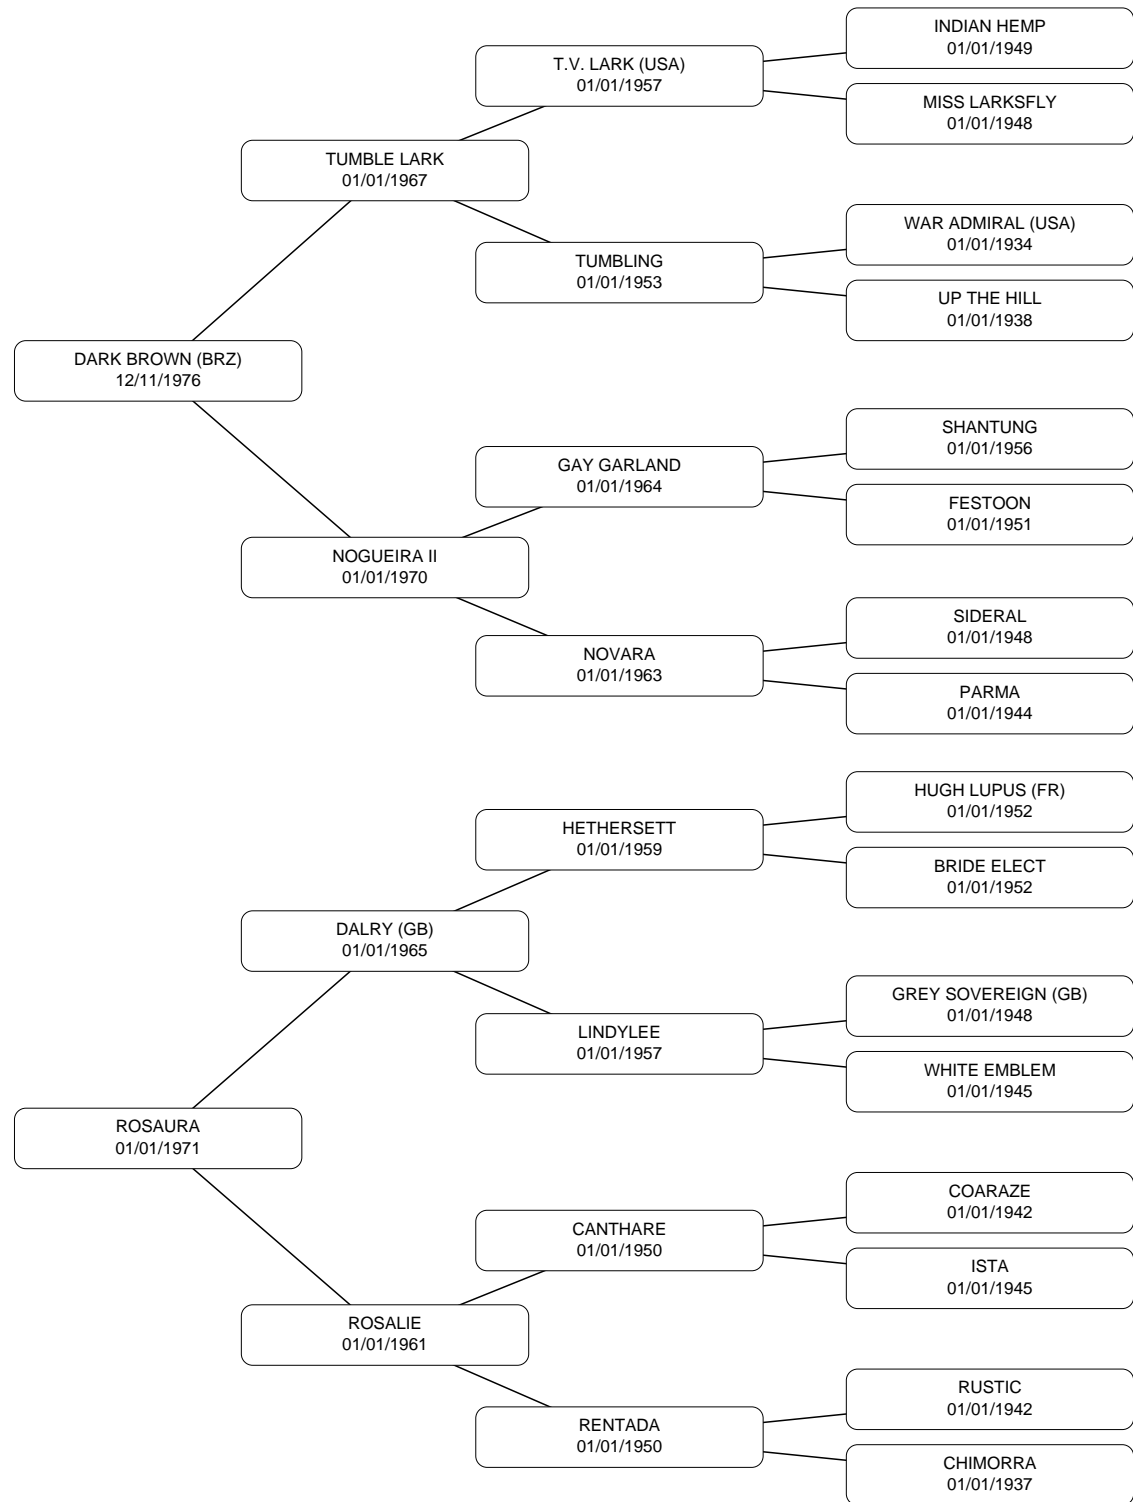 INDIAN HEMP
01/01/1949
T.V. LARK (USA)
01/01/1957
MISS LARKSFLY
01/01/1948
TUMBLE LARK
01/01/1967
WAR ADMIRAL (USA)
01/01/1934
TUMBLING
01/01/1953
UP THE HILL
01/01/1938
DARK BROWN (BRZ)
12/11/1976
SHANTUNG
01/01/1956
GAY GARLAND
01/01/1964
FESTOON
01/01/1951
NOGUEIRA II
01/01/1970
SIDERAL
01/01/1948
NOVARA
01/01/1963
PARMA
01/01/1944
HUGH LUPUS (FR)
01/01/1952
HETHERSETT
01/01/1959
BRIDE ELECT
01/01/1952
DALRY (GB)
01/01/1965
GREY SOVEREIGN (GB)
01/01/1948
LINDYLEE
01/01/1957
WHITE EMBLEM
01/01/1945
ROSAURA
01/01/1971
COARAZE
01/01/1942
CANTHARE
01/01/1950
ISTA
01/01/1945
ROSALIE
01/01/1961
RUSTIC
01/01/1942
RENTADA
01/01/1950
CHIMORRA
01/01/1937